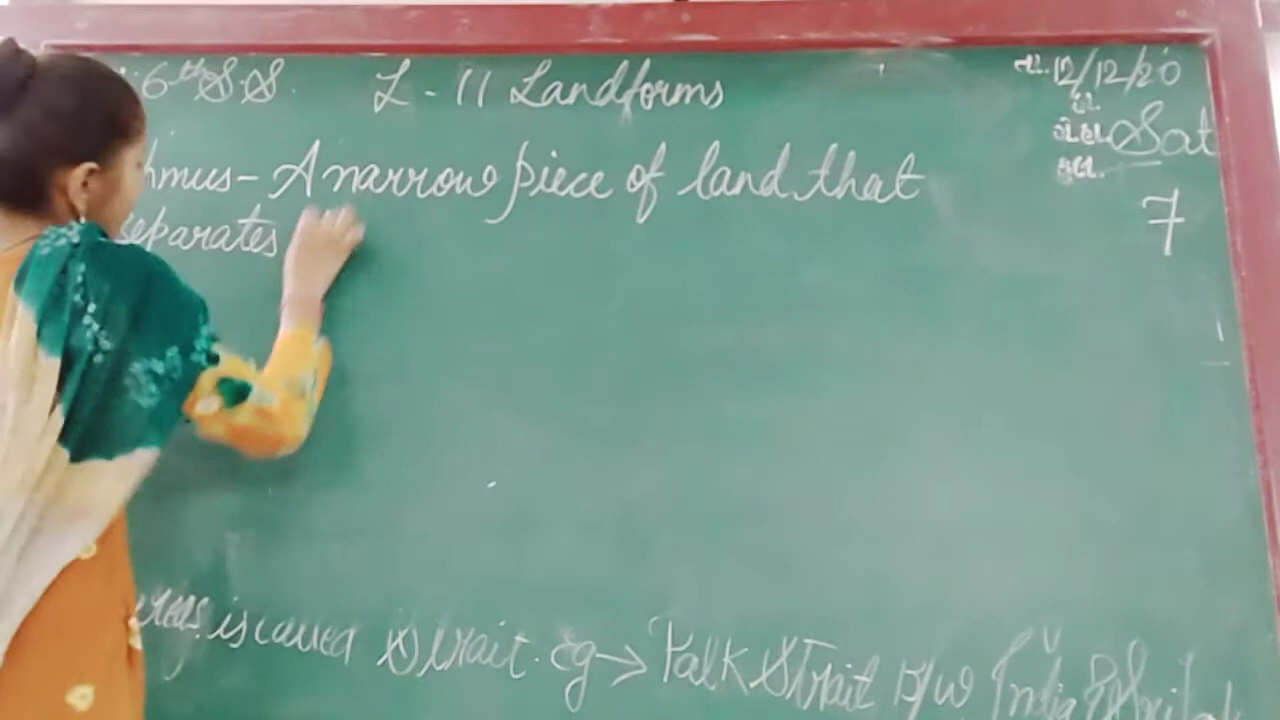 6th S.S. L - 11 Landforms
12/12/20
Sat
7
hmus - A narrow piece of land that
separates
is called Strait. eg → Palk Strait b/w India &